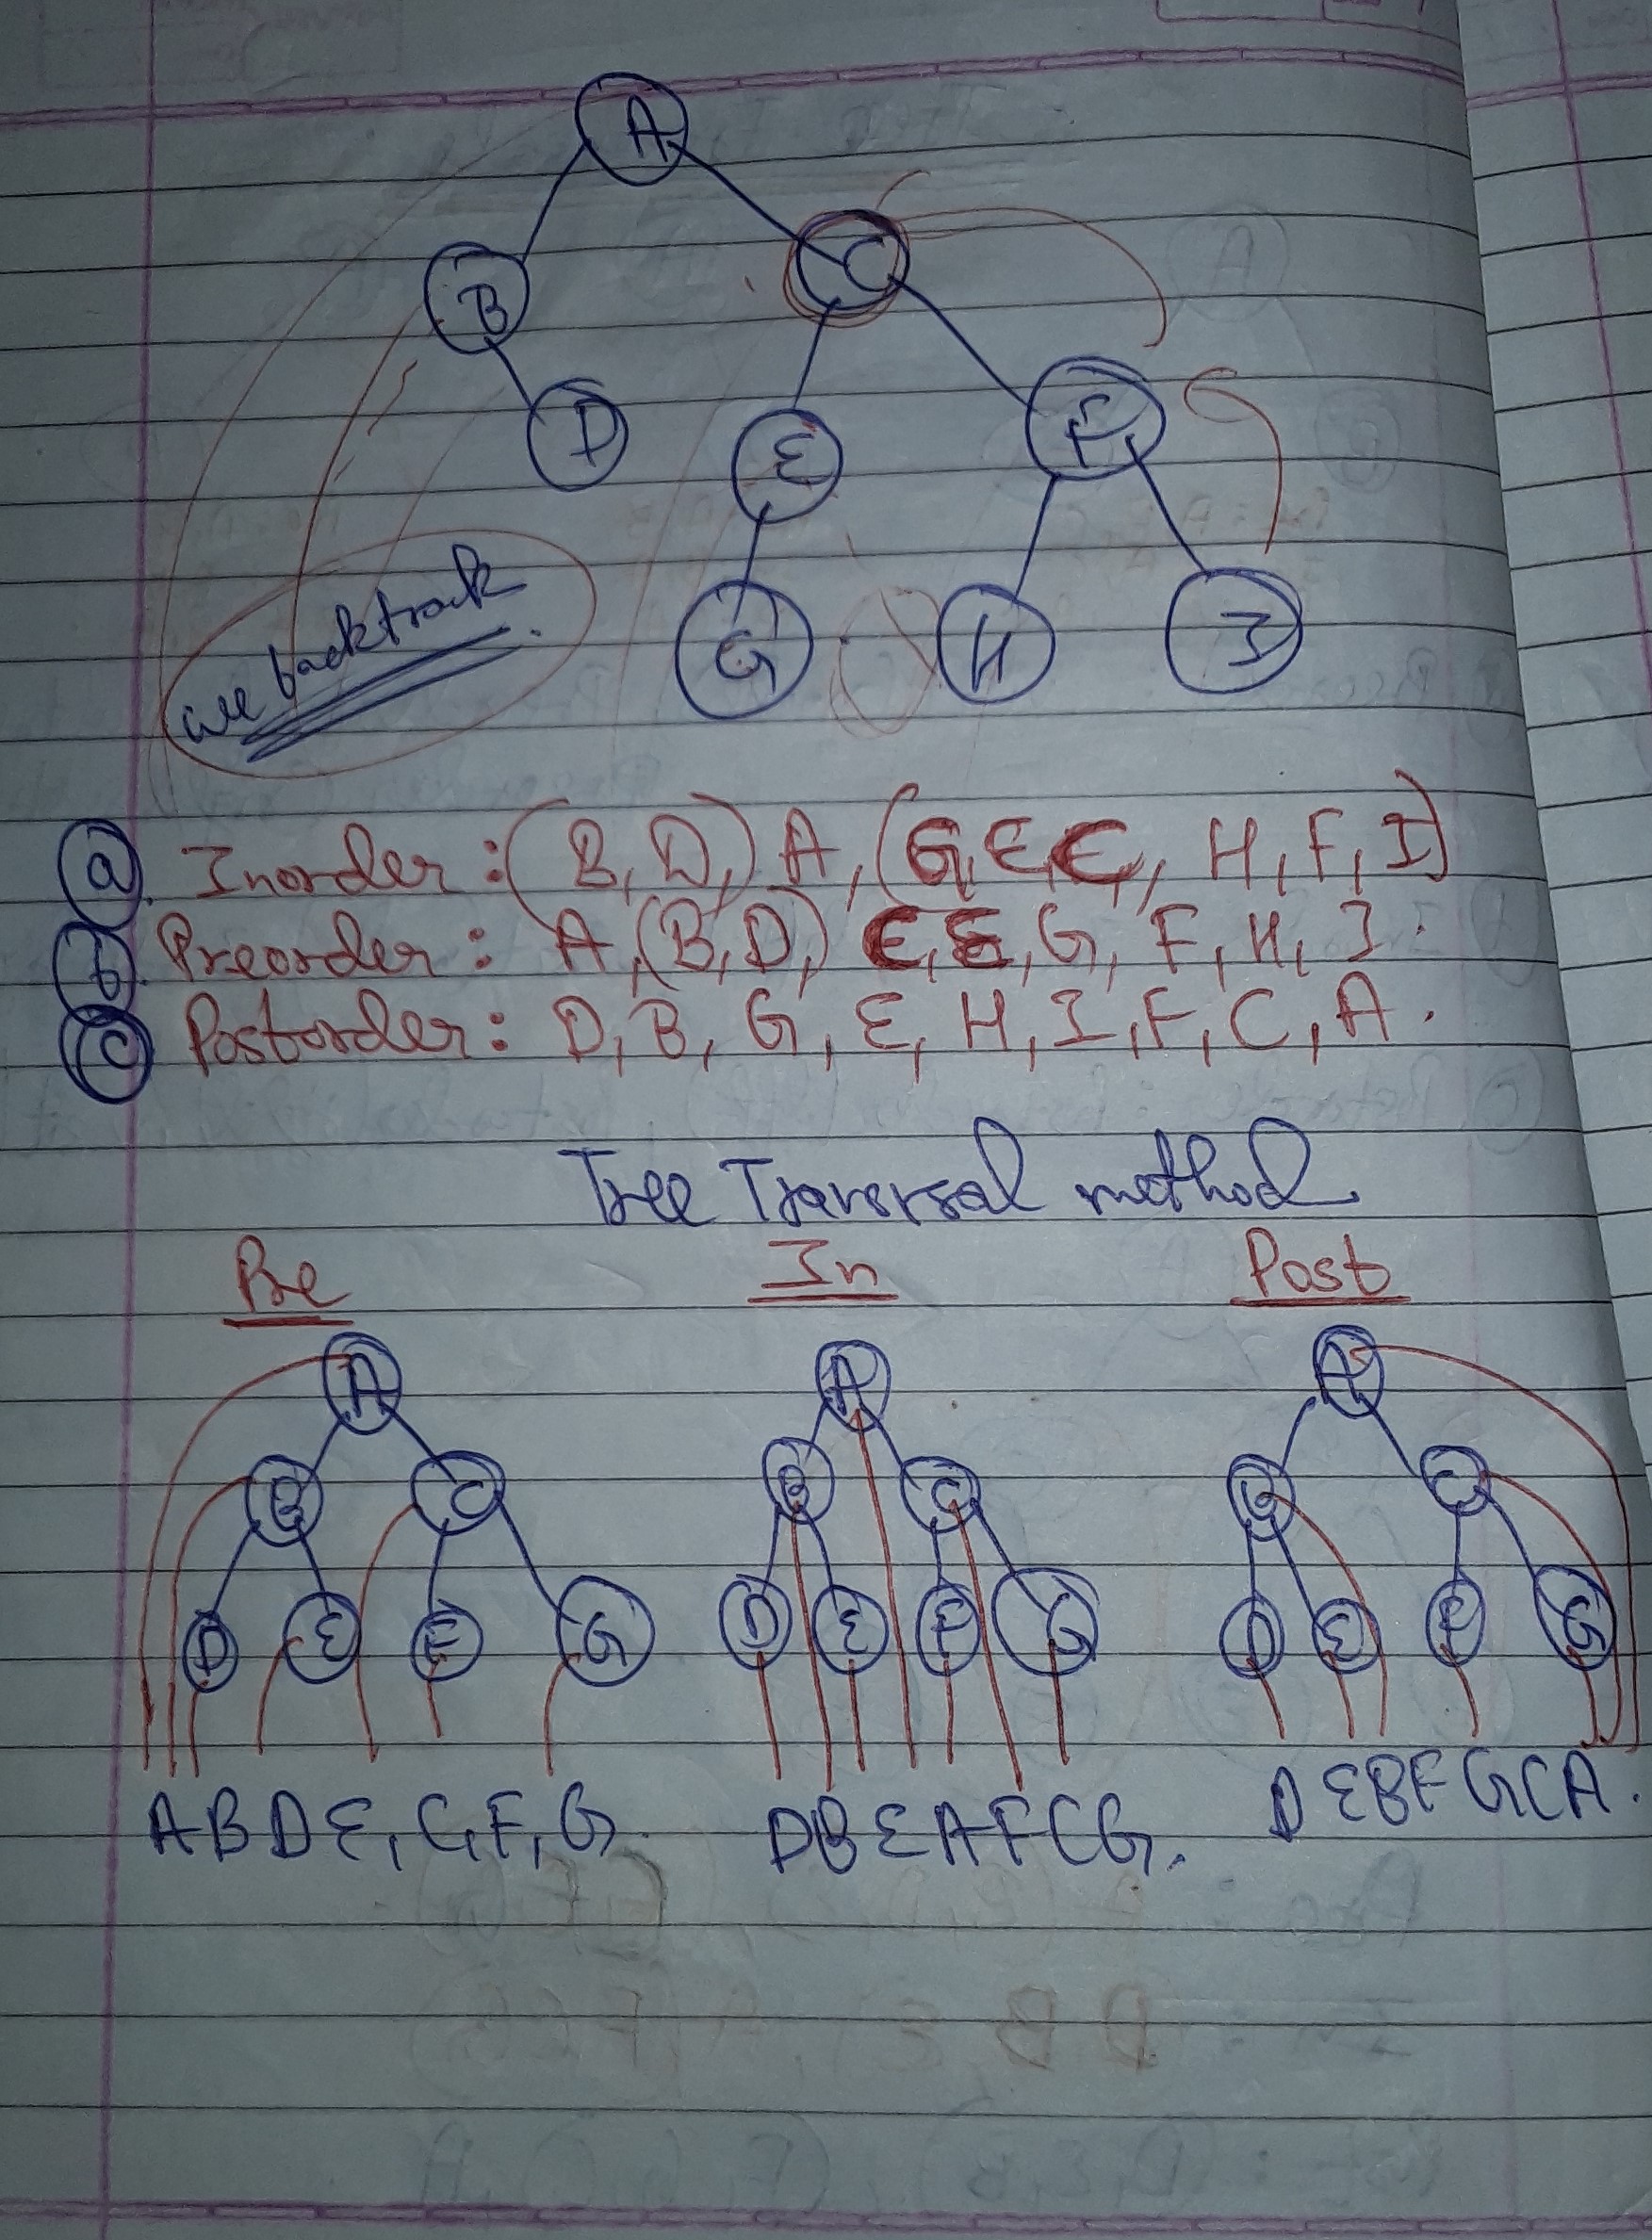 A
B C
D E F
G H I
we backtrack.
(a) Inorder : (B, D,) A, (G, E, C, H, F, I)
(b) Preorder : A, (B, D,) C, E, G, F, H, I.
(c) Postorder : D, B, G, E, H, I, F, C, A.
Tree Traversal method
Pre In Post
A A A
B C B C B C
D E F G D E F G D E F G
A B D E, C, F, G. D B E A F C G. D E B F G C A.